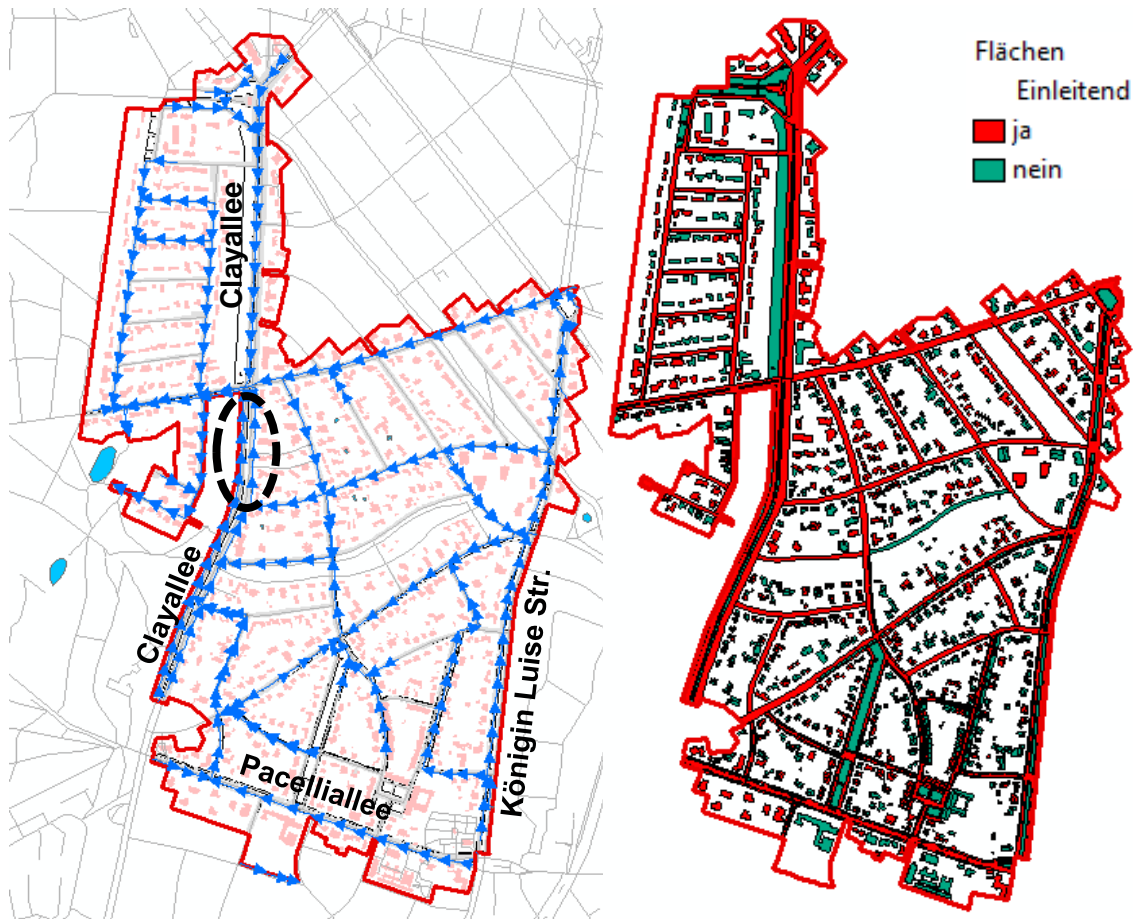 Clayallee
Clayallee
Pacelliallee
Königin Luise Str.
Flächen
Einleitend
ja
nein